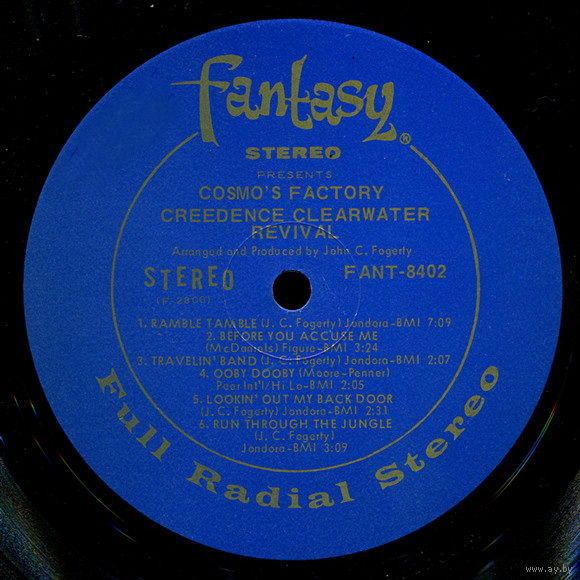 fantasy®
STEREO
PRESENTS
COSMO'S FACTORY
CREEDENCE CLEARWATER
REVIVAL
Arranged and Produced by John C. Fogerty
STEREO FANT-8402
(F-2800)
1. RAMBLE TAMBLE (J. C. Fogerty) Jondora-BMI 7:09
2. BEFORE YOU ACCUSE ME
(McDaniels) Figure-BMI 3:24
3. TRAVELIN' BAND (J. C. Fogerty) Jondora-BMI 2:07
4. OOBY DOOBY (Moore-Penner)
Peer Int'l/Hi Lo-BMI 2:05
5. LOOKIN' OUT MY BACK DOOR
(J. C. Fogerty) Jondora-BMI 2:31
6. RUN THROUGH THE JUNGLE
(J. C. Fogerty)
Jondora-BMI 3:09
Full Radial Stereo
www.ay.by